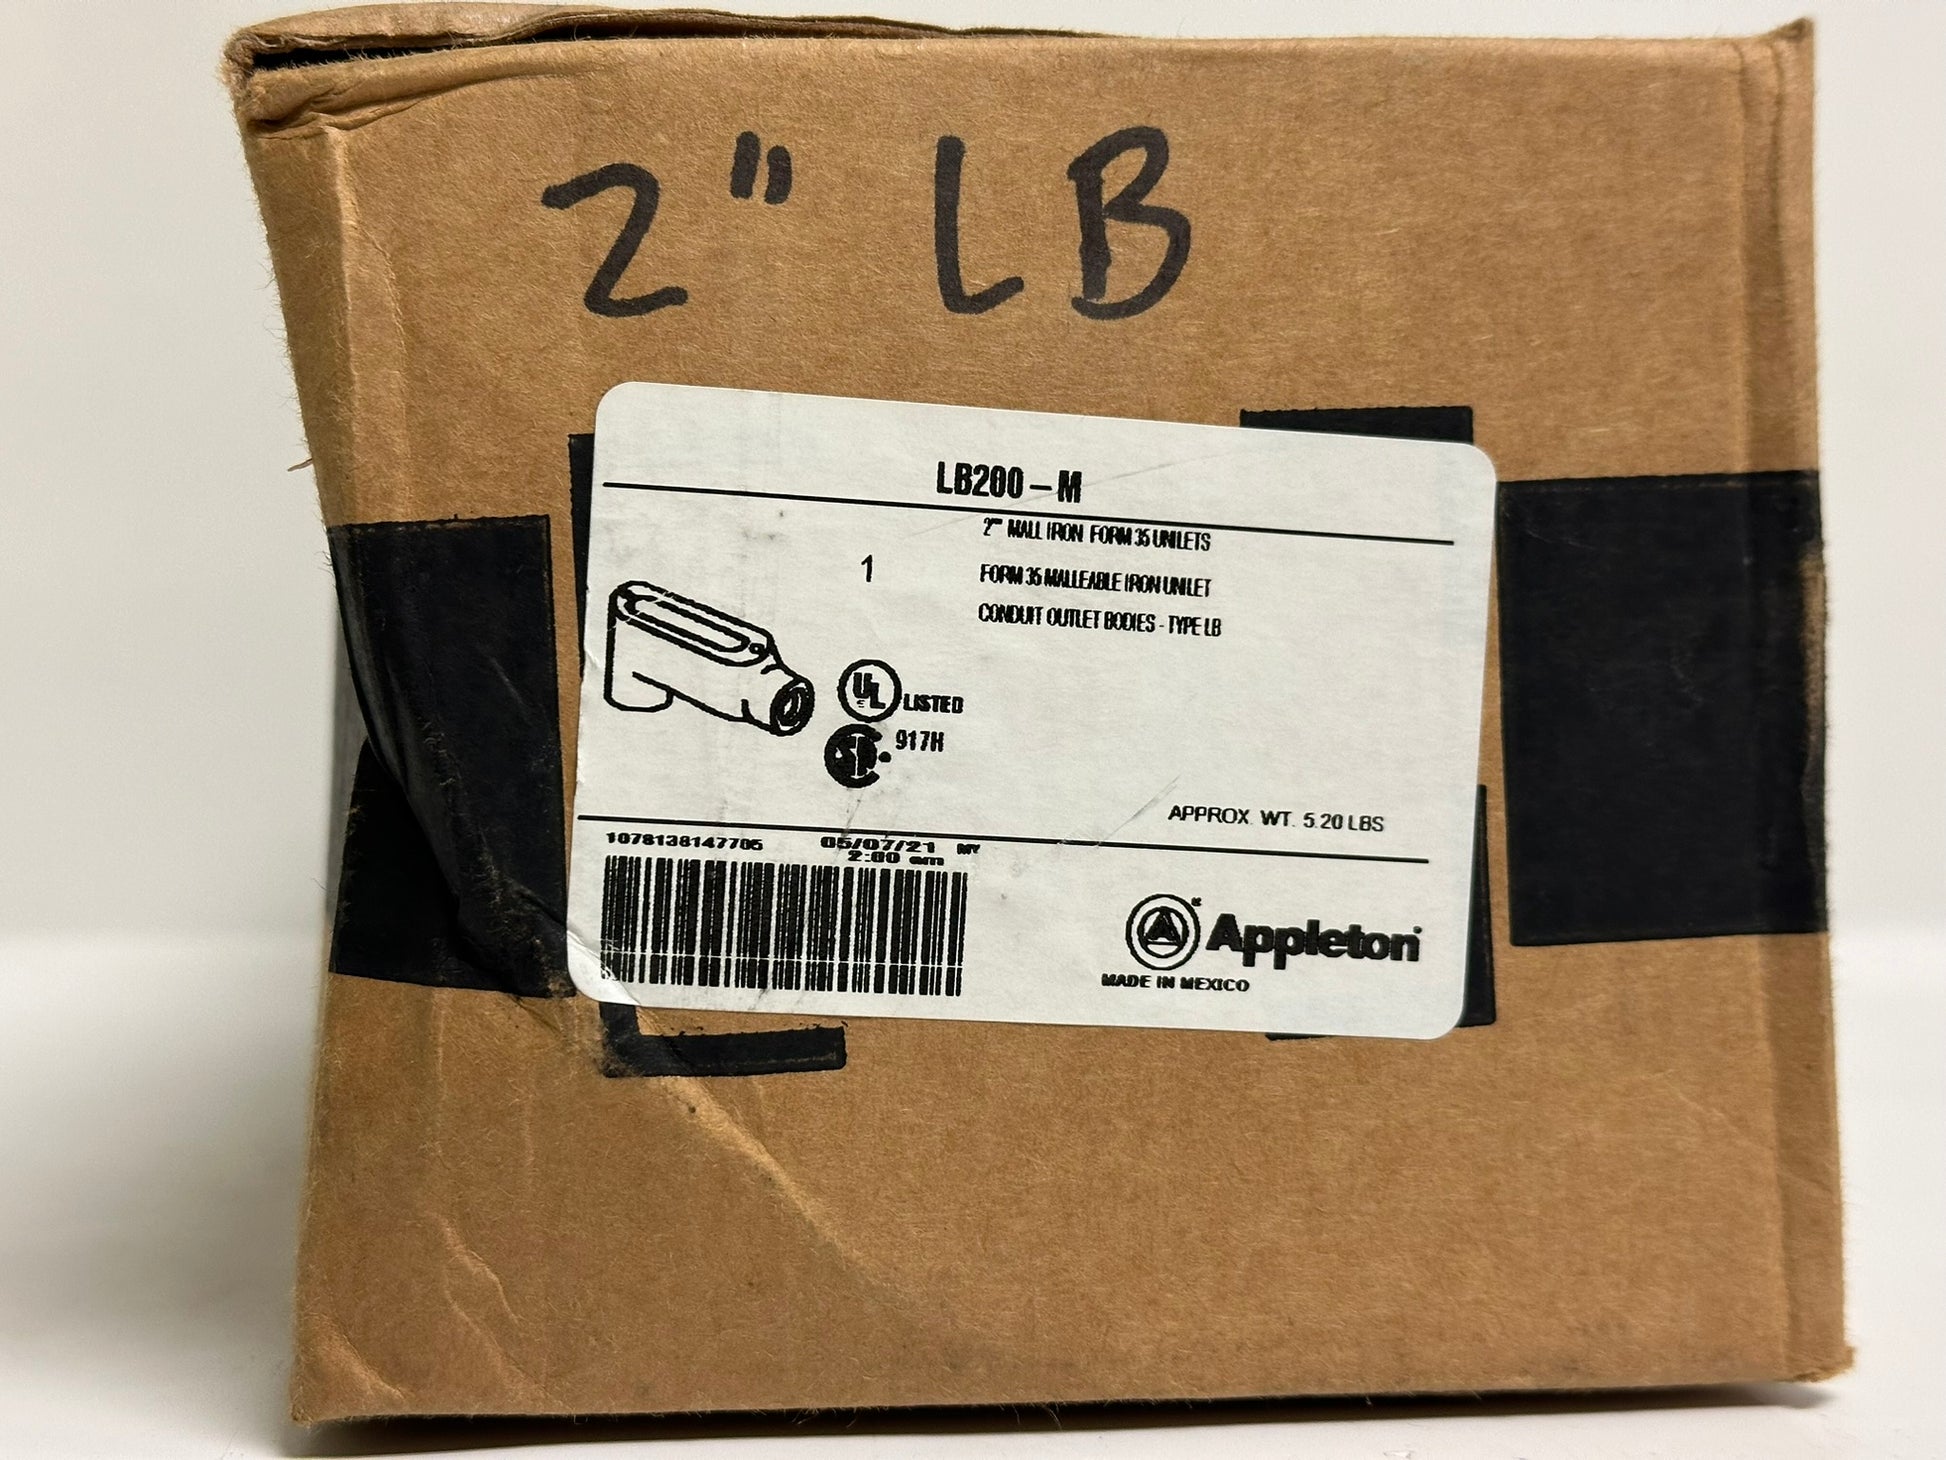 2" LB
LB200-M
2"" MALL IRON FORM 35 UNILETS
1
FORM 35 MALLEABLE IRON UNILET
CONDUIT OUTLET BODIES - TYPE LB
UL LISTED
917H
APPROX. WT. 5.20 LBS
1078138147705 05/07/21 MY
2:00 am
Appleton
MADE IN MEXICO